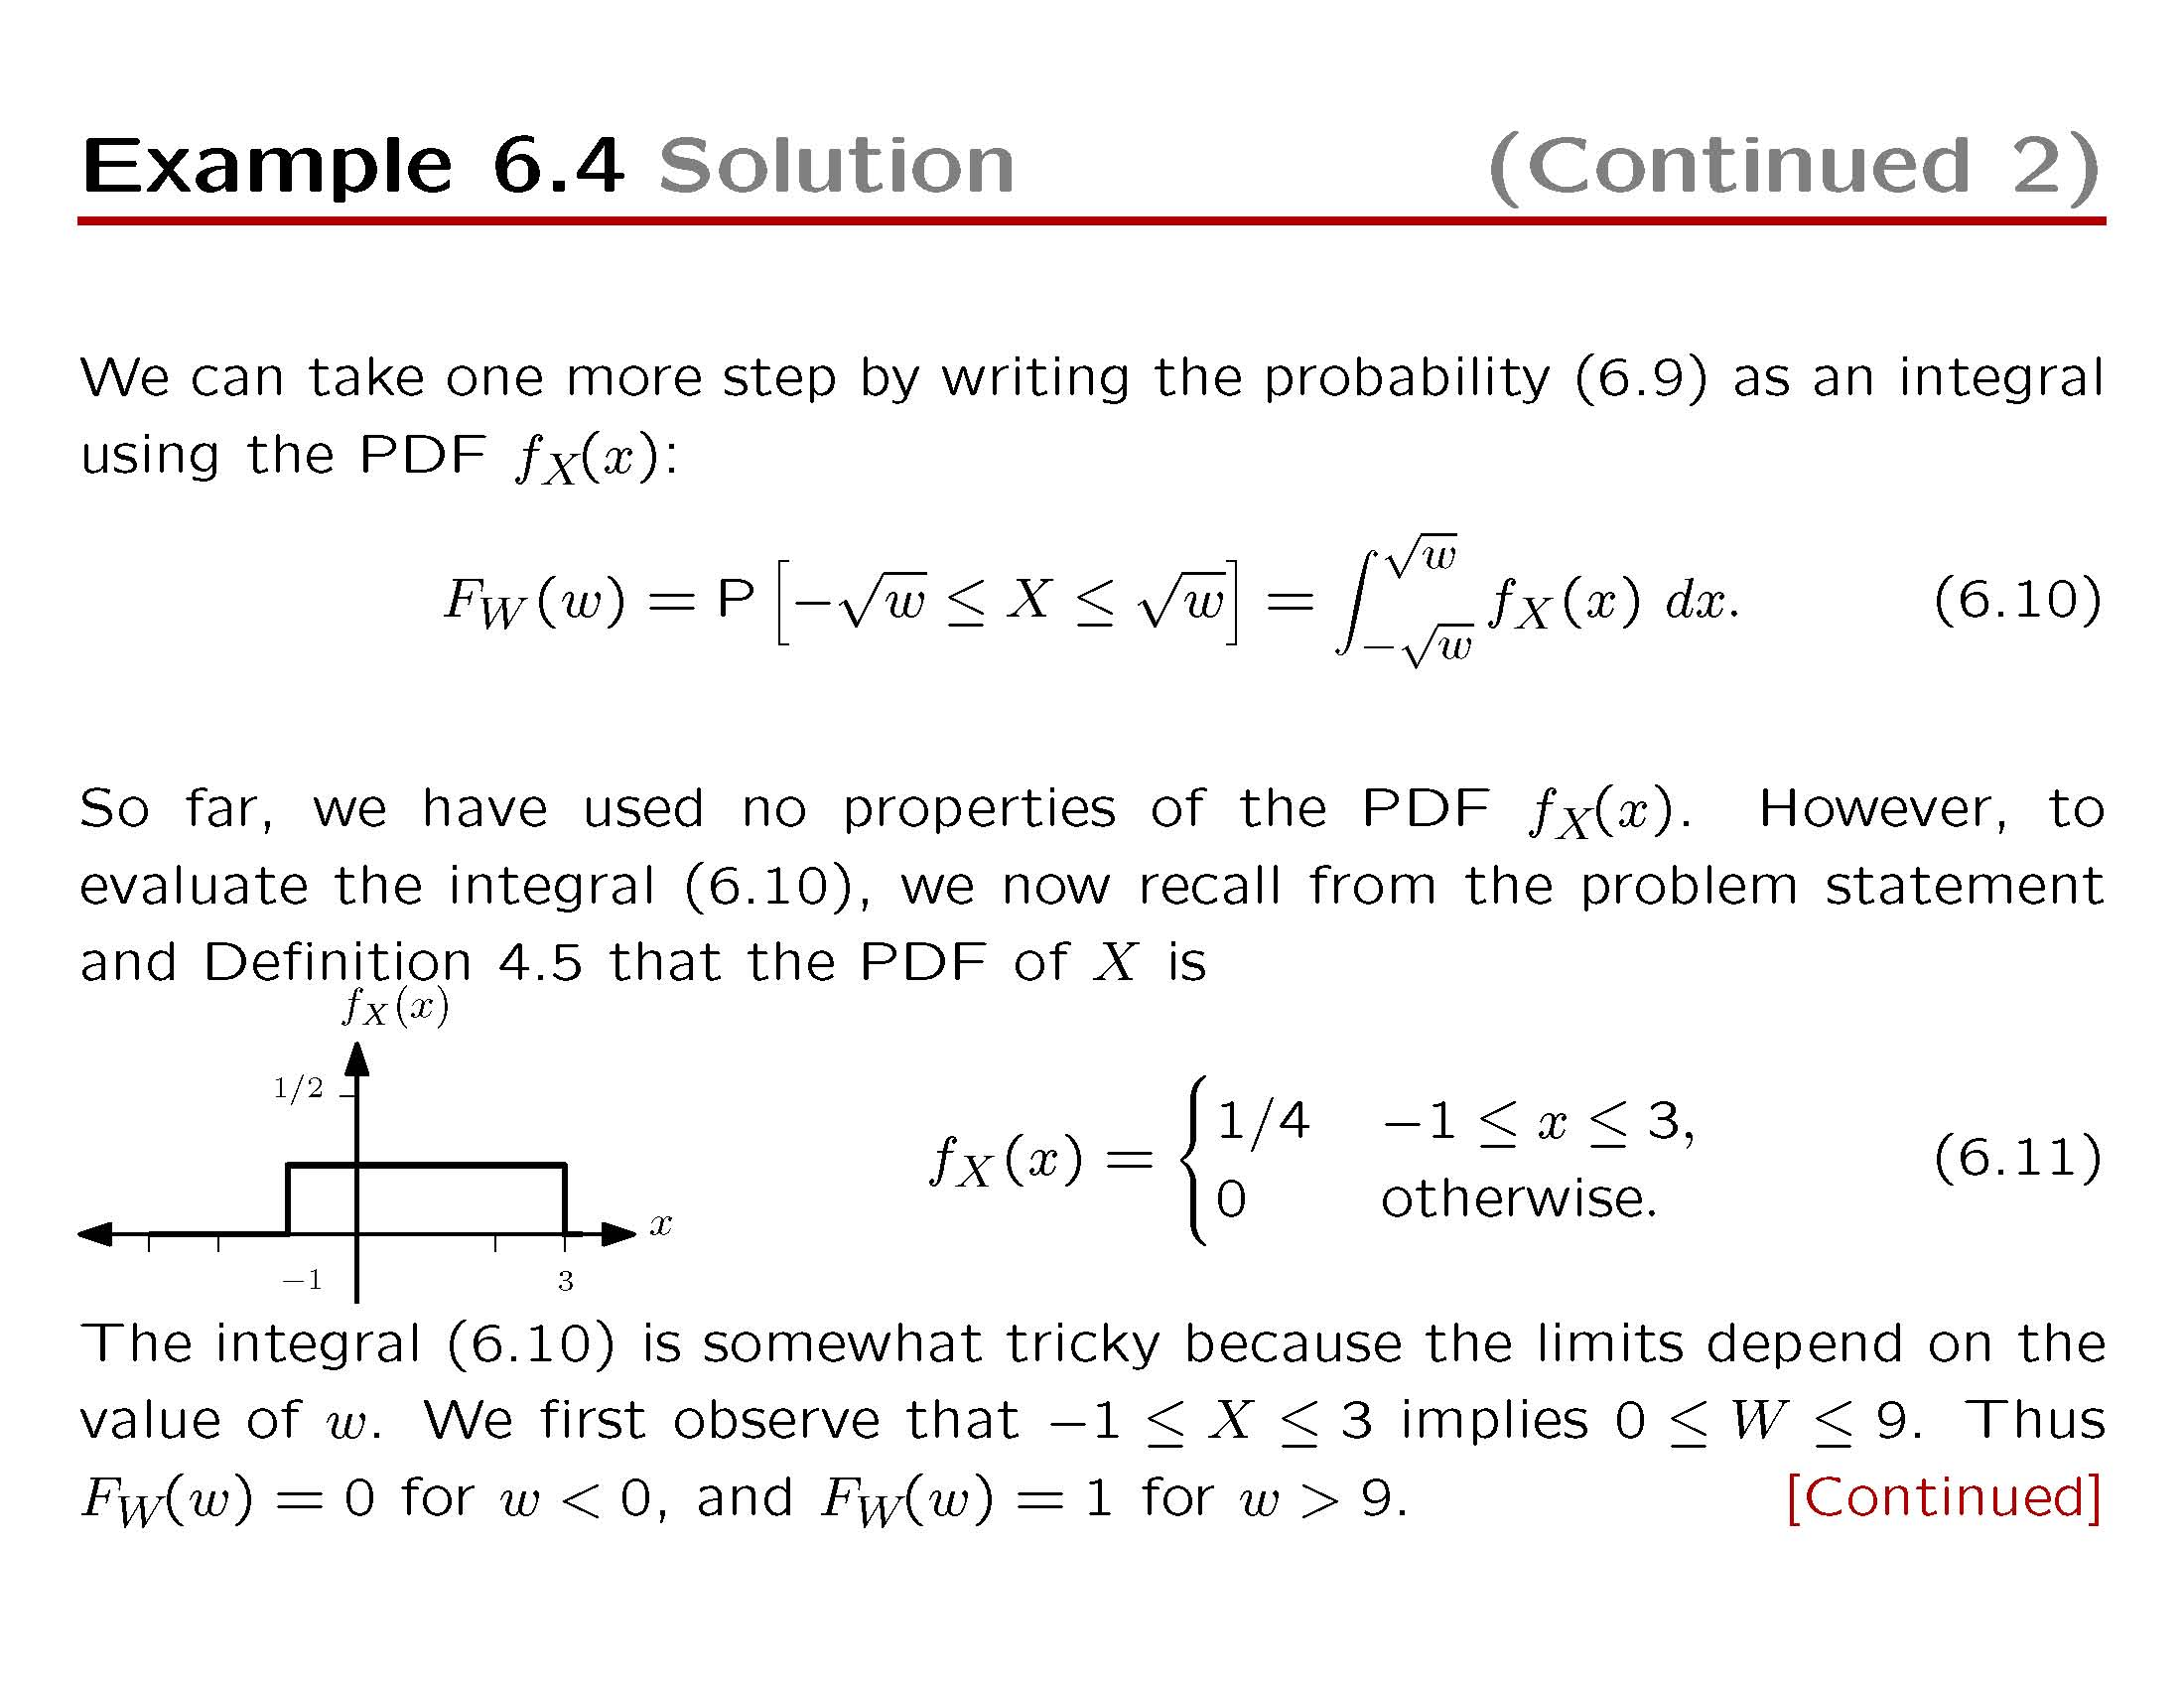 Example 6.4 Solution (Continued 2)
We can take one more step by writing the probability (6.9) as an integral
using the PDF f_X(x):
F_W(w) = P [−√w ≤ X ≤ √w] = ∫_{−√w}^{√w} f_X(x) dx. (6.10)
So far, we have used no properties of the PDF f_X(x). However, to
evaluate the integral (6.10), we now recall from the problem statement
and Definition 4.5 that the PDF of X is
f_X(x)
1/2
x
−1 3
f_X(x) = { 1/4 −1 ≤ x ≤ 3,
0 otherwise. (6.11)
The integral (6.10) is somewhat tricky because the limits depend on the
value of w. We first observe that −1 ≤ X ≤ 3 implies 0 ≤ W ≤ 9. Thus
F_W(w) = 0 for w < 0, and F_W(w) = 1 for w > 9. [Continued]